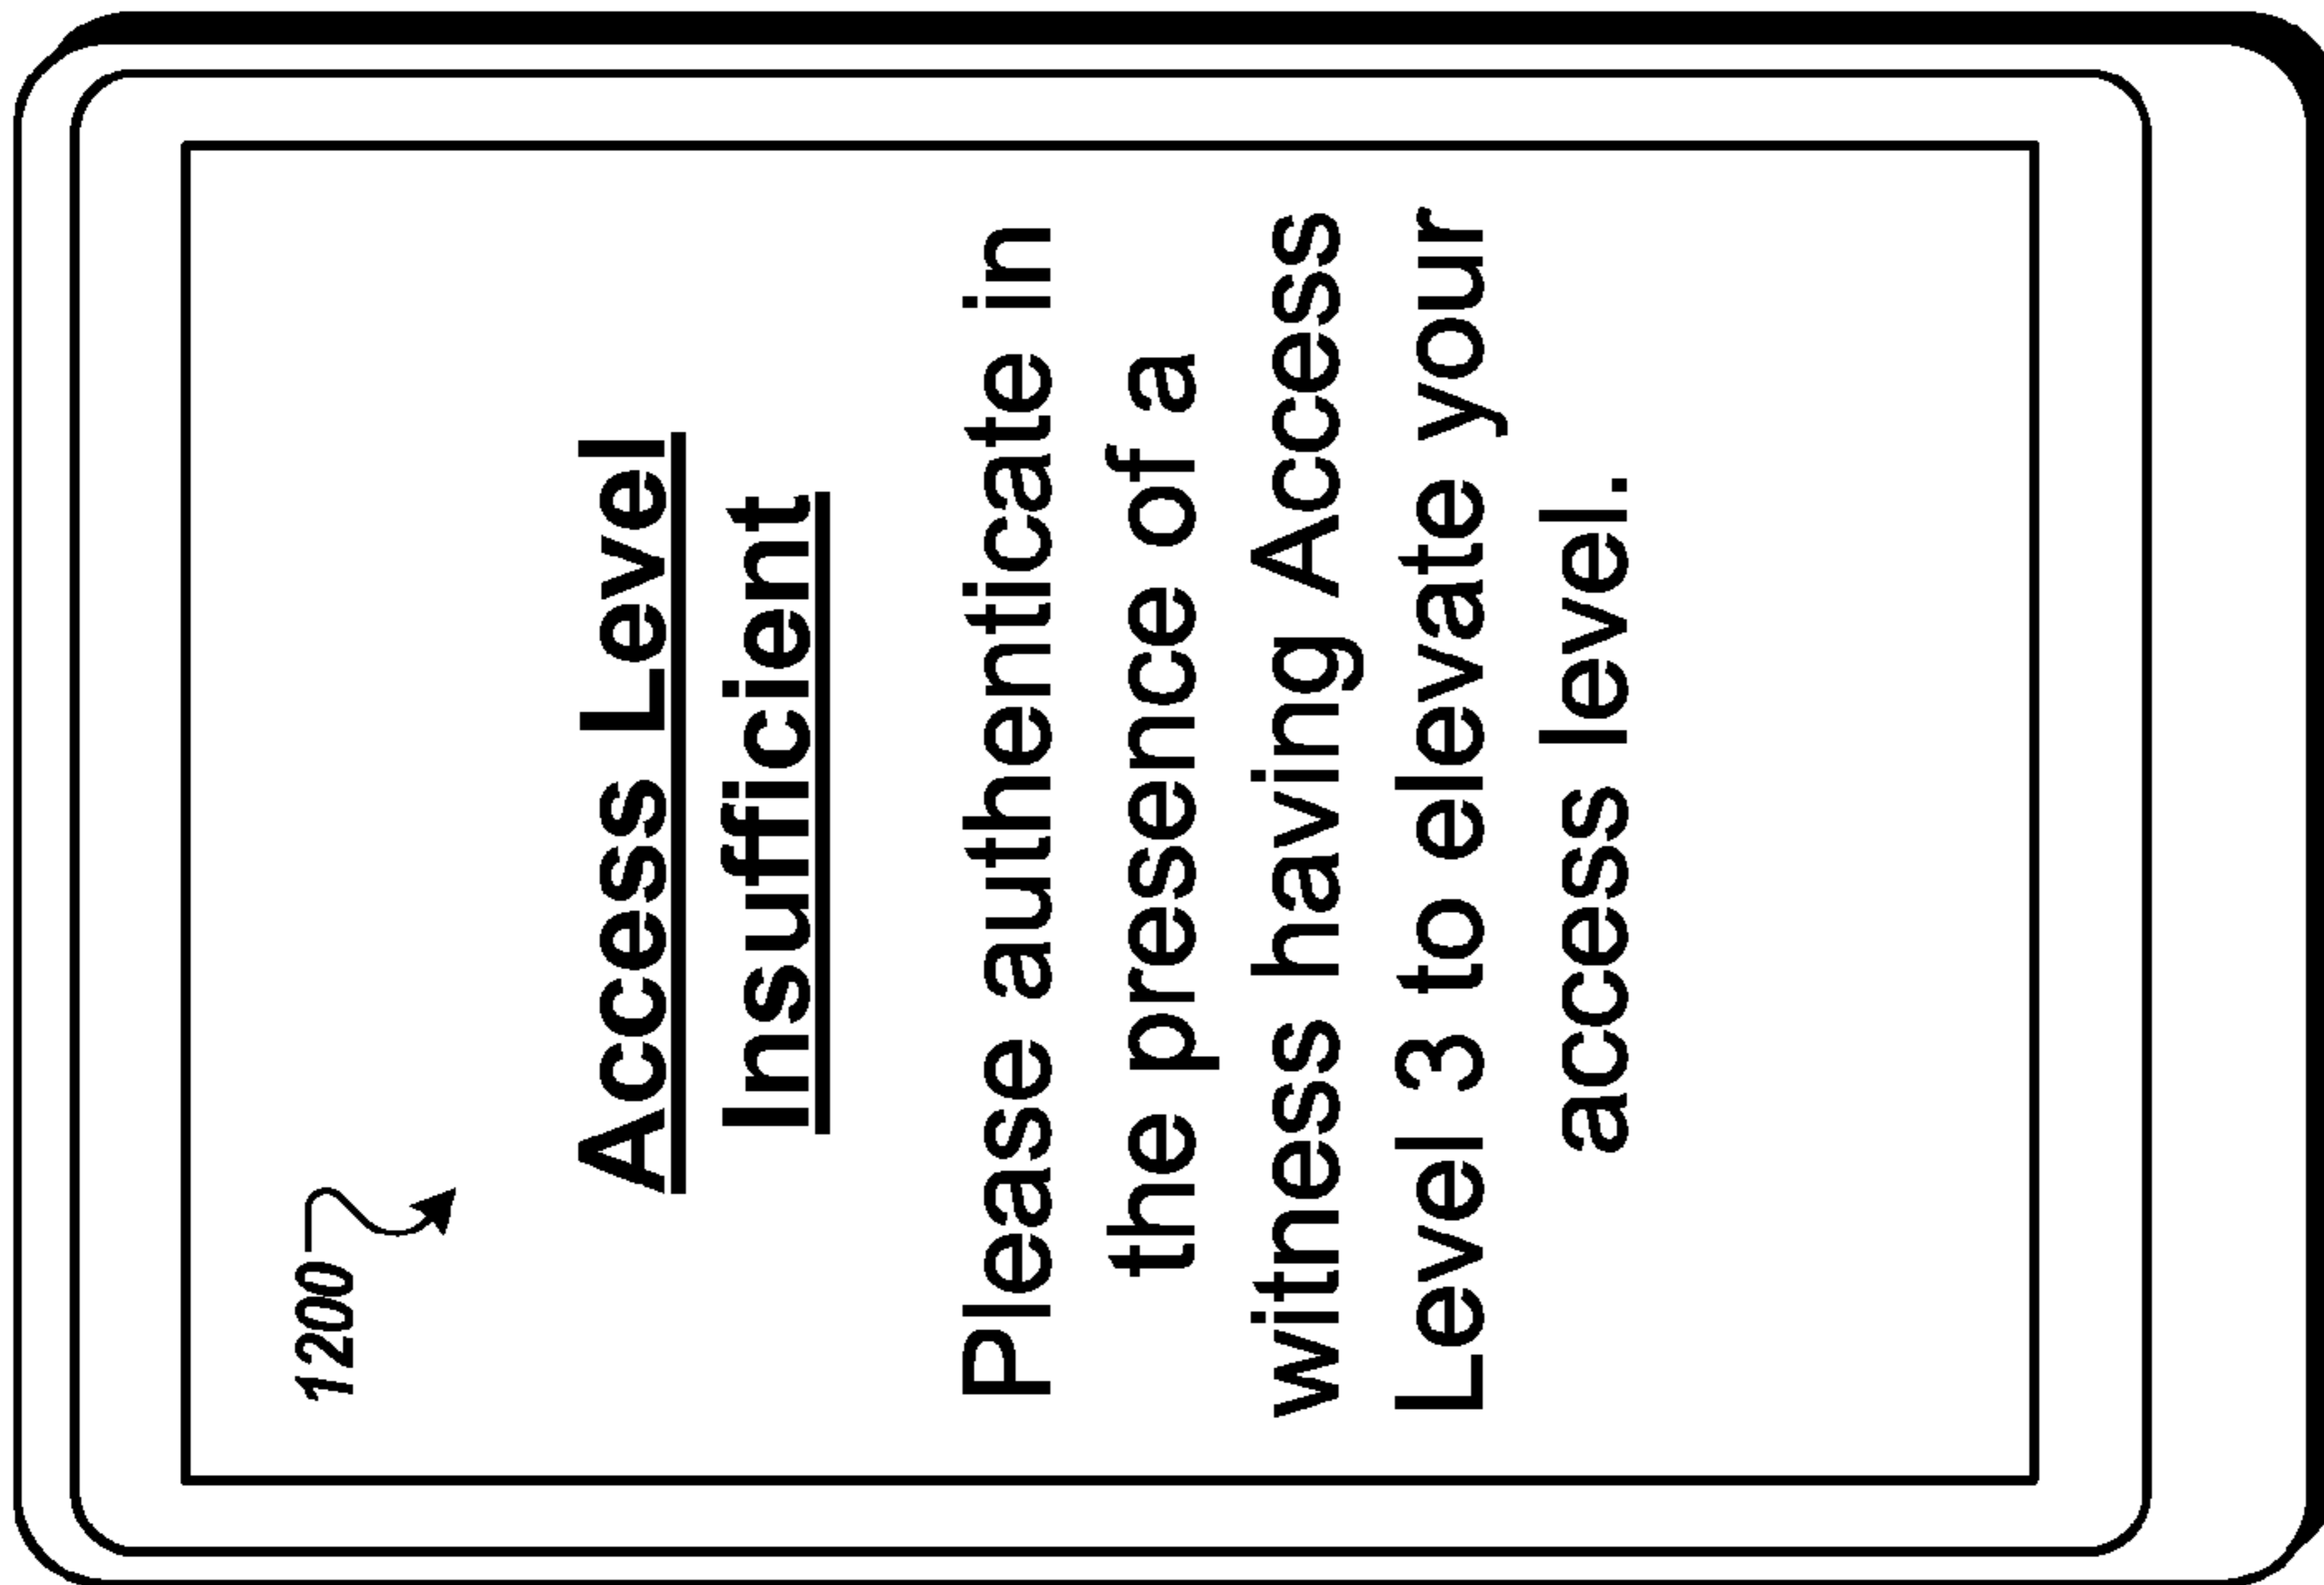 1200
Access Level
Insufficient
Please authenticate in
the presence of a
witness having Access
Level 3 to elevate your
access level.